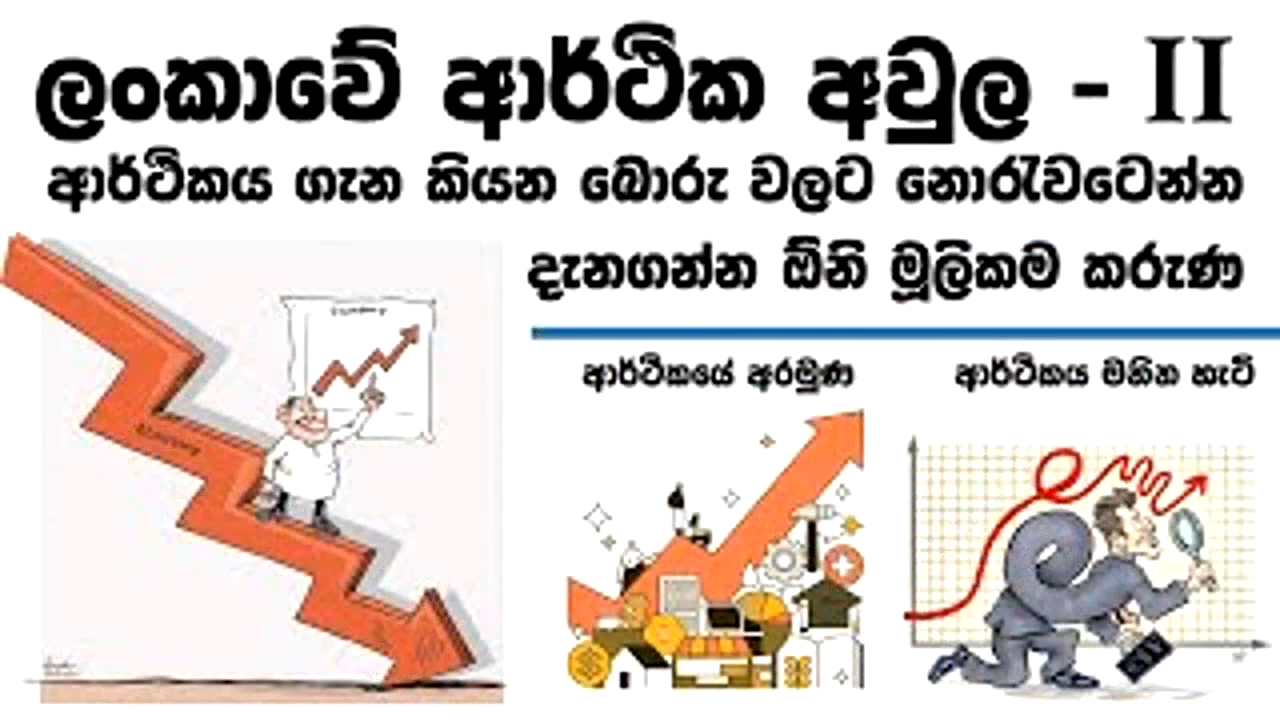 ලංකාවේ ආර්ථික අවුල - II
ආර්ථිකය ගැන කියන බොරු වලට නොරැවටෙන්න
දැනගන්න ඕනි මූලිකම කරුණ
ආර්ථිකයේ අරමුණ
ආර්ථිකය මනින හැටි